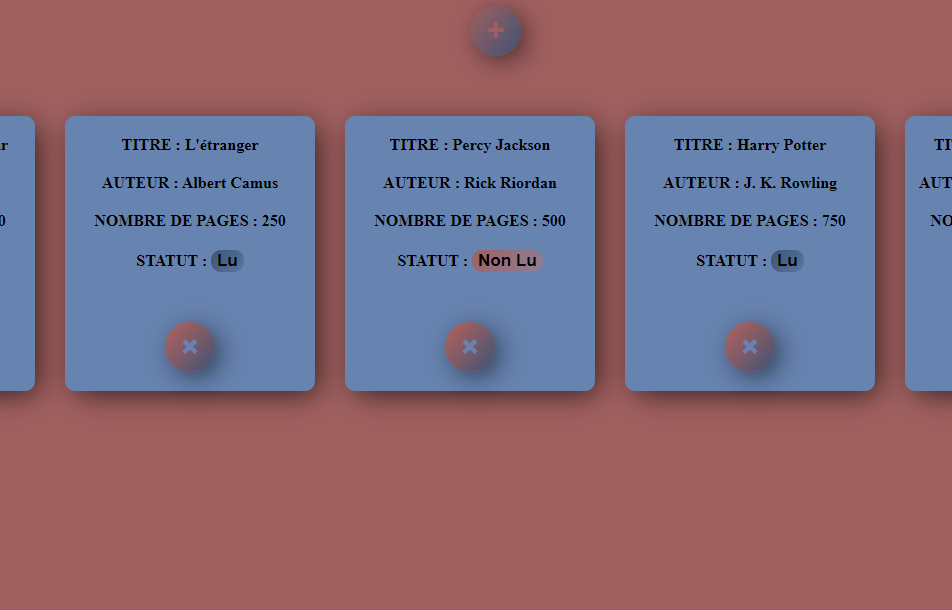 TITRE : L'étranger
AUTEUR : Albert Camus
NOMBRE DE PAGES : 250
STATUT : Lu
TITRE : Percy Jackson
AUTEUR : Rick Riordan
NOMBRE DE PAGES : 500
STATUT : Non Lu
TITRE : Harry Potter
AUTEUR : J. K. Rowling
NOMBRE DE PAGES : 750
STATUT : Lu